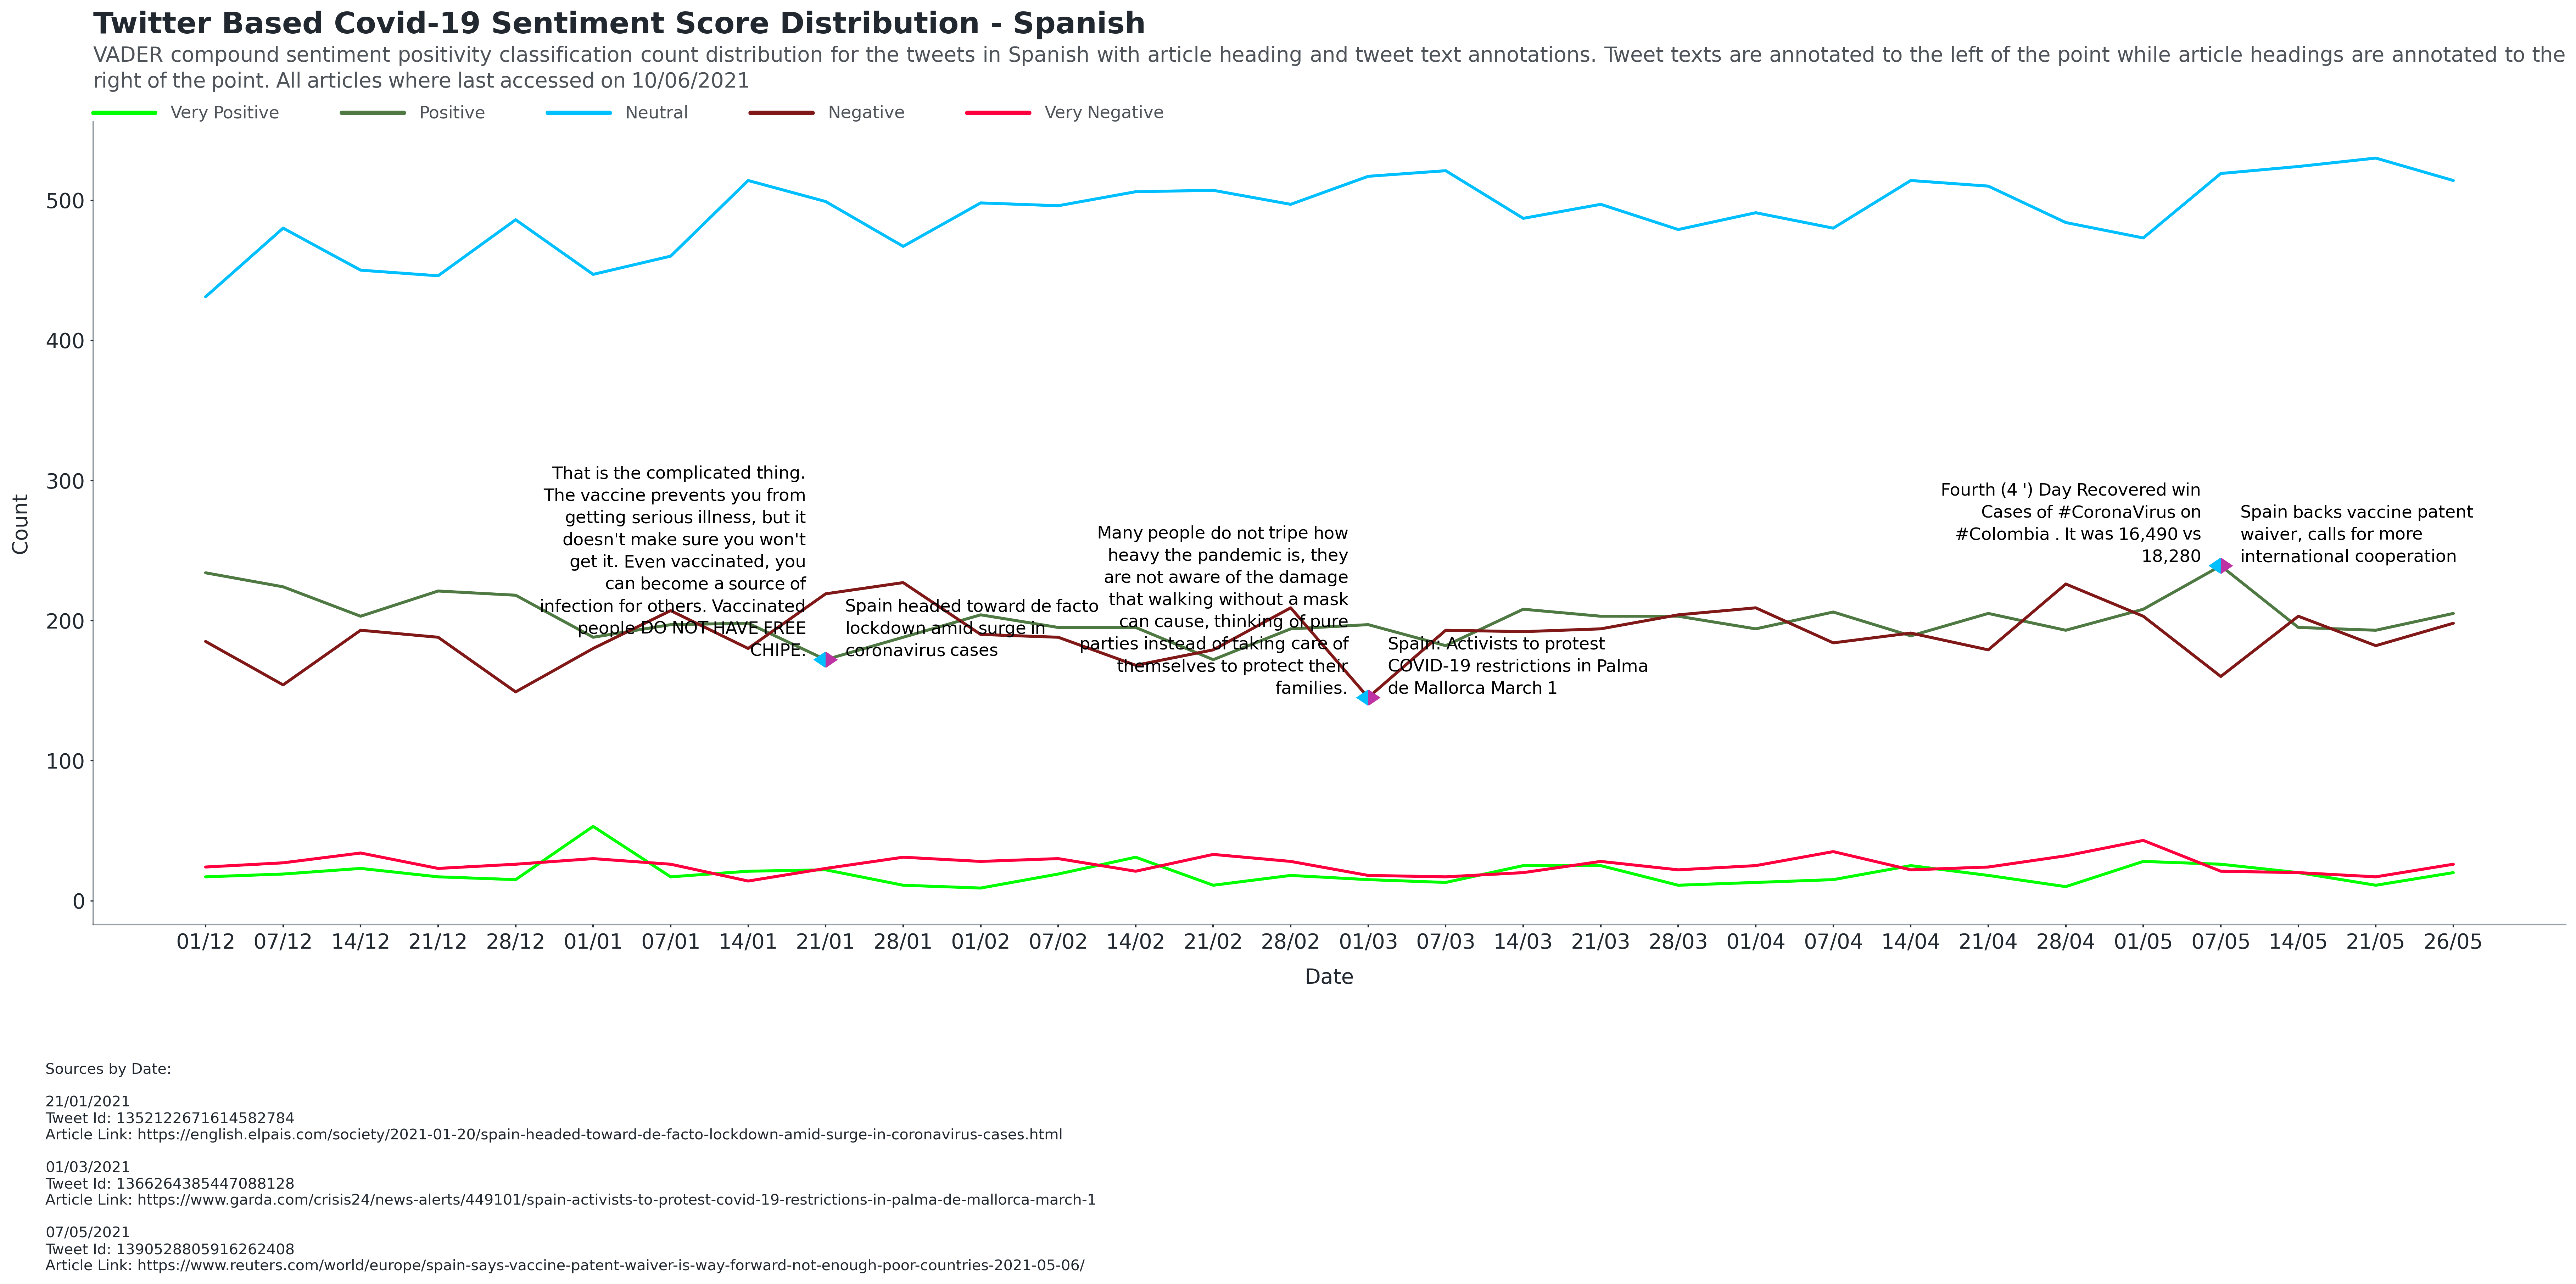 Twitter Based Covid-19 Sentiment Score Distribution - Spanish
VADER compound sentiment positivity classification count distribution for the tweets in Spanish with article heading and tweet text annotations. Tweet texts are annotated to the left of the point while article headings are annotated to the
right of the point. All articles where last accessed on 10/06/2021
Very Positive
Positive
Neutral
Negative
Very Negative
500
400
300
200
100
0
Count
That is the complicated thing.
The vaccine prevents you from
getting serious illness, but it
doesn't make sure you won't
get it. Even vaccinated, you
can become a source of
infection for others. Vaccinated
people DO NOT HAVE FREE
CHIPE.
Spain headed toward de facto
lockdown amid surge in
coronavirus cases
Many people do not tripe how
heavy the pandemic is, they
are not aware of the damage
that walking without a mask
can cause, thinking of pure
parties instead of taking care of
themselves to protect their
families.
Spain: Activists to protest
COVID-19 restrictions in Palma
de Mallorca March 1
Fourth (4 ') Day Recovered win
Cases of #CoronaVirus on
#Colombia . It was 16,490 vs
18,280
Spain backs vaccine patent
waiver, calls for more
international cooperation
01/12 07/12 14/12 21/12 28/12 01/01 07/01 14/01 21/01 28/01 01/02 07/02 14/02 21/02 28/02 01/03 07/03 14/03 21/03 28/03 01/04 07/04 14/04 21/04 28/04 01/05 07/05 14/05 21/05 26/05
Date
Sources by Date:
21/01/2021
Tweet Id: 1352122671614582784
Article Link: https://english.elpais.com/society/2021-01-20/spain-headed-toward-de-facto-lockdown-amid-surge-in-coronavirus-cases.html
01/03/2021
Tweet Id: 1366264385447088128
Article Link: https://www.garda.com/crisis24/news-alerts/449101/spain-activists-to-protest-covid-19-restrictions-in-palma-de-mallorca-march-1
07/05/2021
Tweet Id: 1390528805916262408
Article Link: https://www.reuters.com/world/europe/spain-says-vaccine-patent-waiver-is-way-forward-not-enough-poor-countries-2021-05-06/